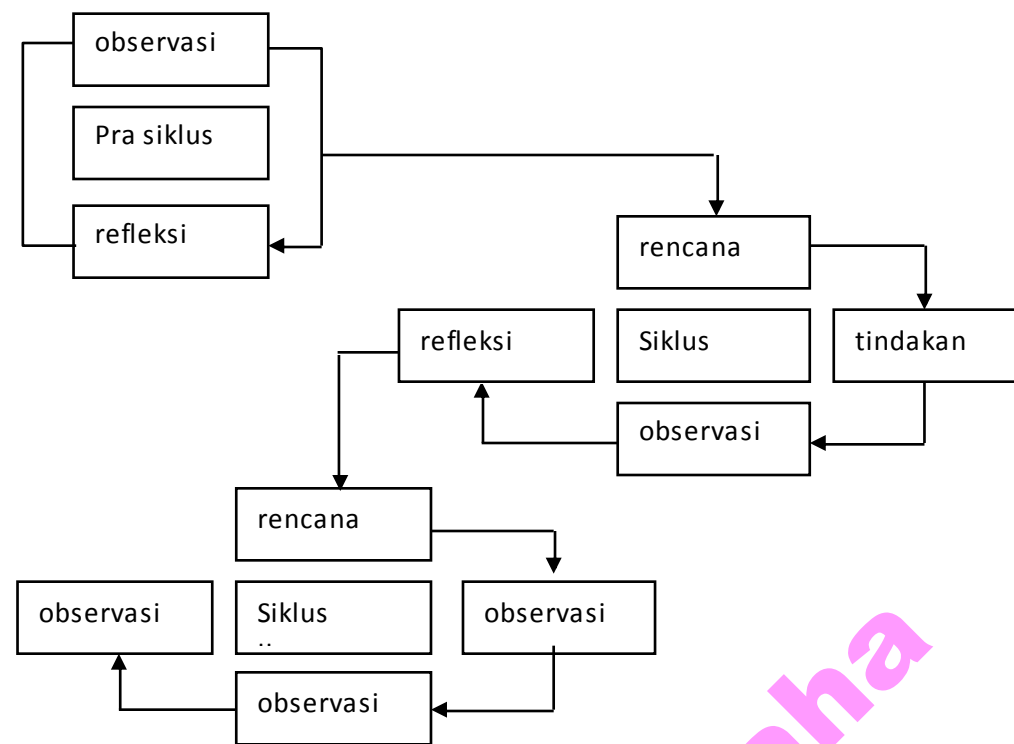 observasi
Pra siklus
refleksi
rencana
refleksi
Siklus
tindakan
observasi
rencana
observasi
Siklus
observasi
observasi